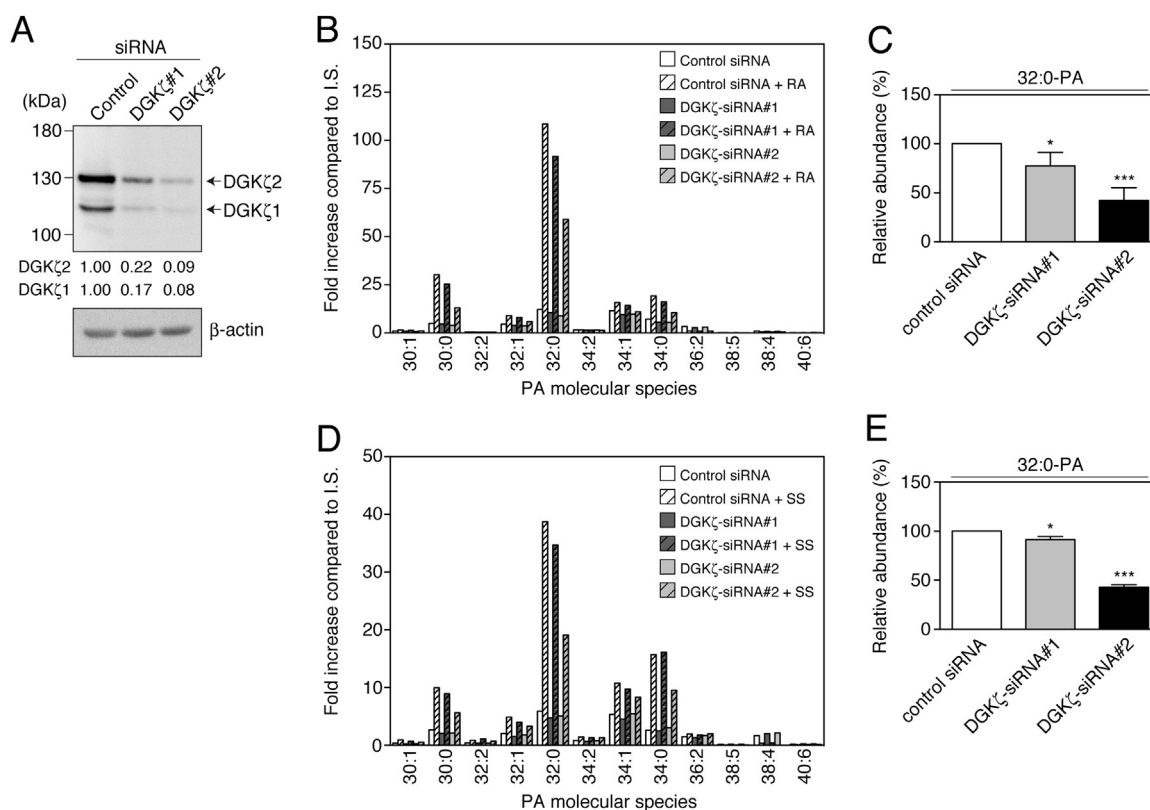 A
siRNA
Control
DGKζ#1
DGKζ#2
(kDa)
180
130
100
DGKζ2
DGKζ1
DGKζ2 1.00 0.22 0.09
DGKζ1 1.00 0.17 0.08
β-actin
B
Fold increase compared to I.S.
150
125
100
75
50
25
0
Control siRNA
Control siRNA + RA
DGKζ-siRNA#1
DGKζ-siRNA#1 + RA
DGKζ-siRNA#2
DGKζ-siRNA#2 + RA
30:1
30:0
32:2
32:1
32:0
34:2
34:1
34:0
36:2
38:5
38:4
40:6
PA molecular species
C
32:0-PA
Relative abundance (%)
150
100
50
0
*
***
control siRNA
DGKζ-siRNA#1
DGKζ-siRNA#2
D
Fold increase compared to I.S.
50
40
30
20
10
0
Control siRNA
Control siRNA + SS
DGKζ-siRNA#1
DGKζ-siRNA#1 + SS
DGKζ-siRNA#2
DGKζ-siRNA#2 + SS
30:1
30:0
32:2
32:1
32:0
34:2
34:1
34:0
36:2
38:5
38:4
40:6
PA molecular species
E
32:0-PA
Relative abundance (%)
150
100
50
0
*
***
control siRNA
DGKζ-siRNA#1
DGKζ-siRNA#2